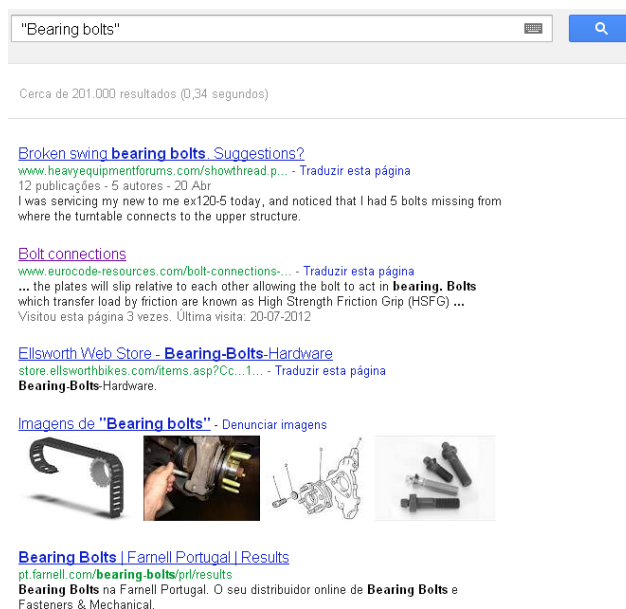 "Bearing bolts"
Cerca de 201.000 resultados (0,34 segundos)
Broken swing bearing bolts. Suggestions?
www.heavyequipmentforums.com/showthread.p... - Traduzir esta página
12 publicações - 5 autores - 20 Abr
I was servicing my new to me ex120-5 today, and noticed that I had 5 bolts missing from
where the turntable connects to the upper structure.
Bolt connections
www.eurocode-resources.com/bolt-connections-... - Traduzir esta página
... the plates will slip relative to each other allowing the bolt to act in bearing. Bolts
which transfer load by friction are known as High Strength Friction Grip (HSFG) ...
Visitou esta página 3 vezes. Última visita: 20-07-2012
Ellsworth Web Store - Bearing-Bolts-Hardware
store.ellsworthbikes.com/items.asp?Cc...1... - Traduzir esta página
Bearing-Bolts-Hardware.
Imagens de "Bearing bolts" - Denunciar imagens
Bearing Bolts | Farnell Portugal | Results
pt.farnell.com/bearing-bolts/prl/results
Bearing Bolts na Farnell Portugal. O seu distribuidor online de Bearing Bolts e
Fasteners & Mechanical.